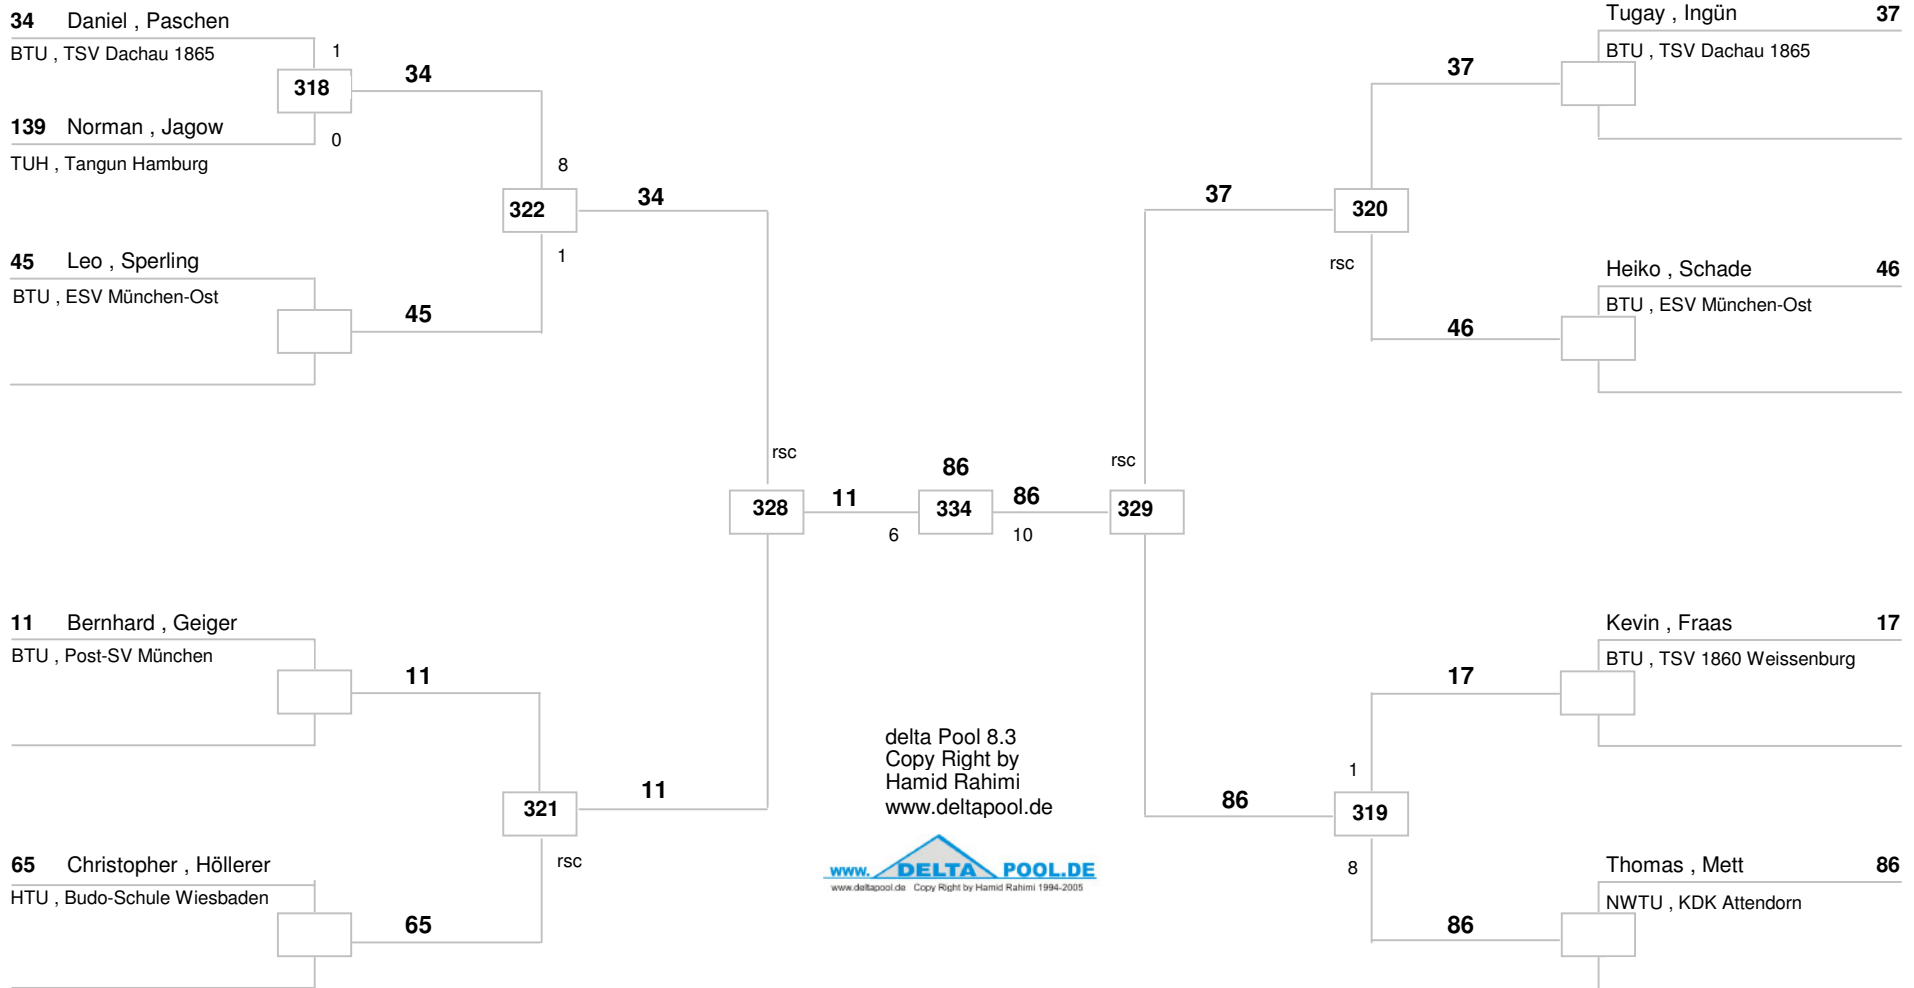 34 Daniel , Paschen
BTU , TSV Dachau 1865
1
318
34
139 Norman , Jagow
0
TUH , Tangun Hamburg
8
322
34
1
45 Leo , Sperling
BTU , ESV München-Ost
45
rsc
328
11
6
86
334
86
10
11 Bernhard , Geiger
BTU , Post-SV München
11
321
11
rsc
65 Christopher , Höllerer
HTU , Budo-Schule Wiesbaden
65
delta Pool 8.3
Copy Right by
Hamid Rahimi
www.deltapool.de
www. DELTA POOL.DE
www.deltapool.de Copy Right by Hamid Rahimi 1994-2005
Tugay , Ingün 37
BTU , TSV Dachau 1865
37
37
320
rsc
Heiko , Schade 46
BTU , ESV München-Ost
46
rsc
329
Kevin , Fraas 17
BTU , TSV 1860 Weissenburg
17
1
86
319
8
Thomas , Mett 86
NWTU , KDK Attendorn
86